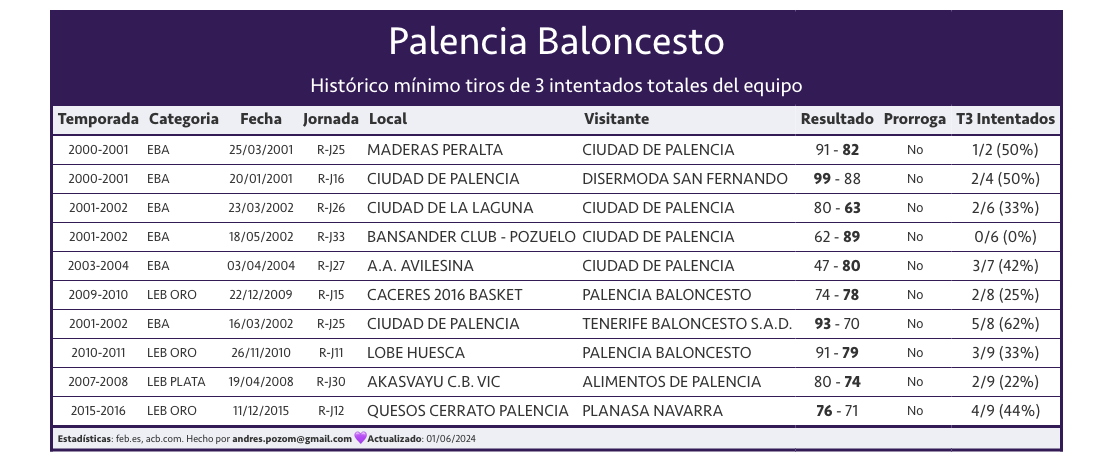 Palencia Baloncesto
Histórico mínimo tiros de 3 intentados totales del equipo
Temporada Categoria Fecha Jornada Local Visitante Resultado Prorroga T3 Intentados
2000-2001 EBA 25/03/2001 R-J25 MADERAS PERALTA CIUDAD DE PALENCIA 91 - 82 No 1/2 (50%)
2000-2001 EBA 20/01/2001 R-J16 CIUDAD DE PALENCIA DISERMODA SAN FERNANDO 99 - 88 No 2/4 (50%)
2001-2002 EBA 23/03/2002 R-J26 CIUDAD DE LA LAGUNA CIUDAD DE PALENCIA 80 - 63 No 2/6 (33%)
2001-2002 EBA 18/05/2002 R-J33 BANSANDER CLUB - POZUELO CIUDAD DE PALENCIA 62 - 89 No 0/6 (0%)
2003-2004 EBA 03/04/2004 R-J27 A.A. AVILESINA CIUDAD DE PALENCIA 47 - 80 No 3/7 (42%)
2009-2010 LEB ORO 22/12/2009 R-J15 CACERES 2016 BASKET PALENCIA BALONCESTO 74 - 78 No 2/8 (25%)
2001-2002 EBA 16/03/2002 R-J25 CIUDAD DE PALENCIA TENERIFE BALONCESTO S.A.D. 93 - 70 No 5/8 (62%)
2010-2011 LEB ORO 26/11/2010 R-J11 LOBE HUESCA PALENCIA BALONCESTO 91 - 79 No 3/9 (33%)
2007-2008 LEB PLATA 19/04/2008 R-J30 AKASVAYU C.B. VIC ALIMENTOS DE PALENCIA 80 - 74 No 2/9 (22%)
2015-2016 LEB ORO 11/12/2015 R-J12 QUESOS CERRATO PALENCIA PLANASA NAVARRA 76 - 71 No 4/9 (44%)
Estadísticas: feb.es, acb.com. Hecho por andres.pozom@gmail.com 💜Actualizado: 01/06/2024